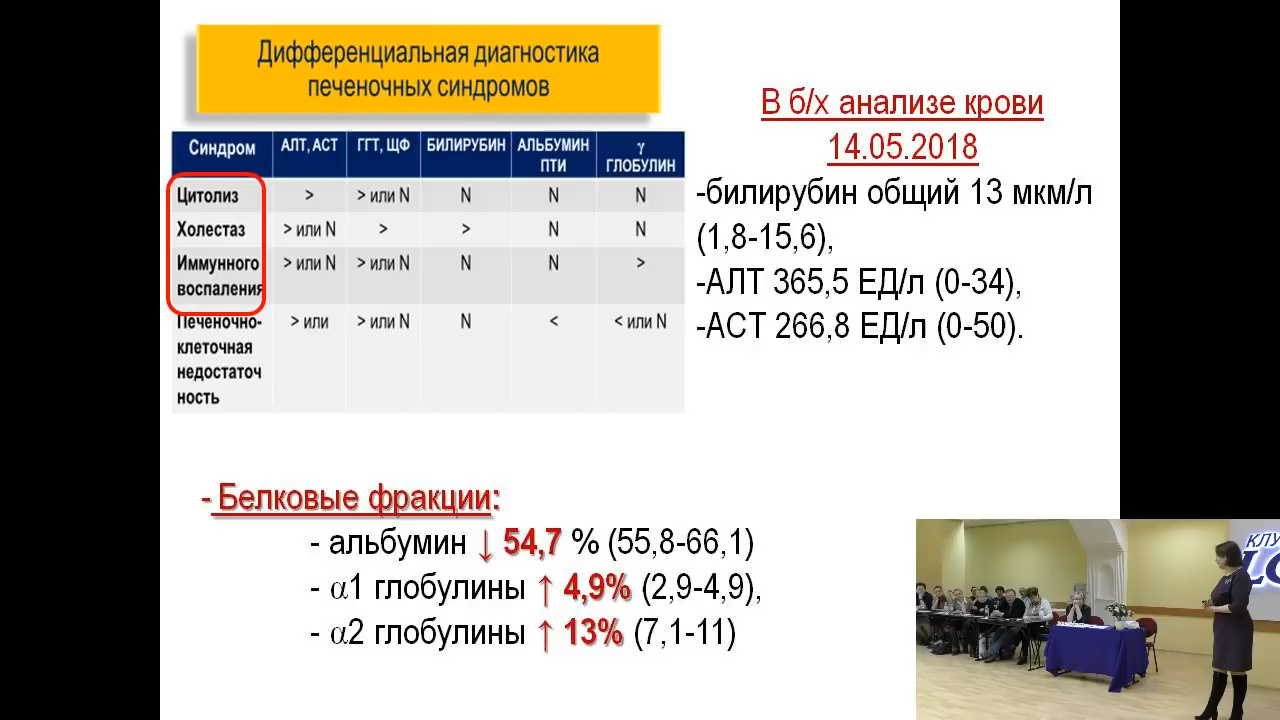 Дифференциальная диагностика
печеночных синдромов
Синдром АЛТ, АСТ ГГТ, ЩФ БИЛИРУБИН АЛЬБУМИН ПТИ γ ГЛОБУЛИН
Цитолиз > > или N N N N
Холестаз > или N > > N N
Иммунного воспаления > или N > или N N N >
Печеночно-клеточная недостаточность > или > или N N < < или N
В б/х анализе крови
14.05.2018
-билирубин общий 13 мкм/л
(1,8-15,6),
-АЛТ 365,5 ЕД/л (0-34),
-АСТ 266,8 ЕД/л (0-50).
- Белковые фракции:
- альбумин ↓ 54,7 % (55,8-66,1)
- α1 глобулины ↑ 4,9% (2,9-4,9),
- α2 глобулины ↑ 13% (7,1-11)
КЛУ